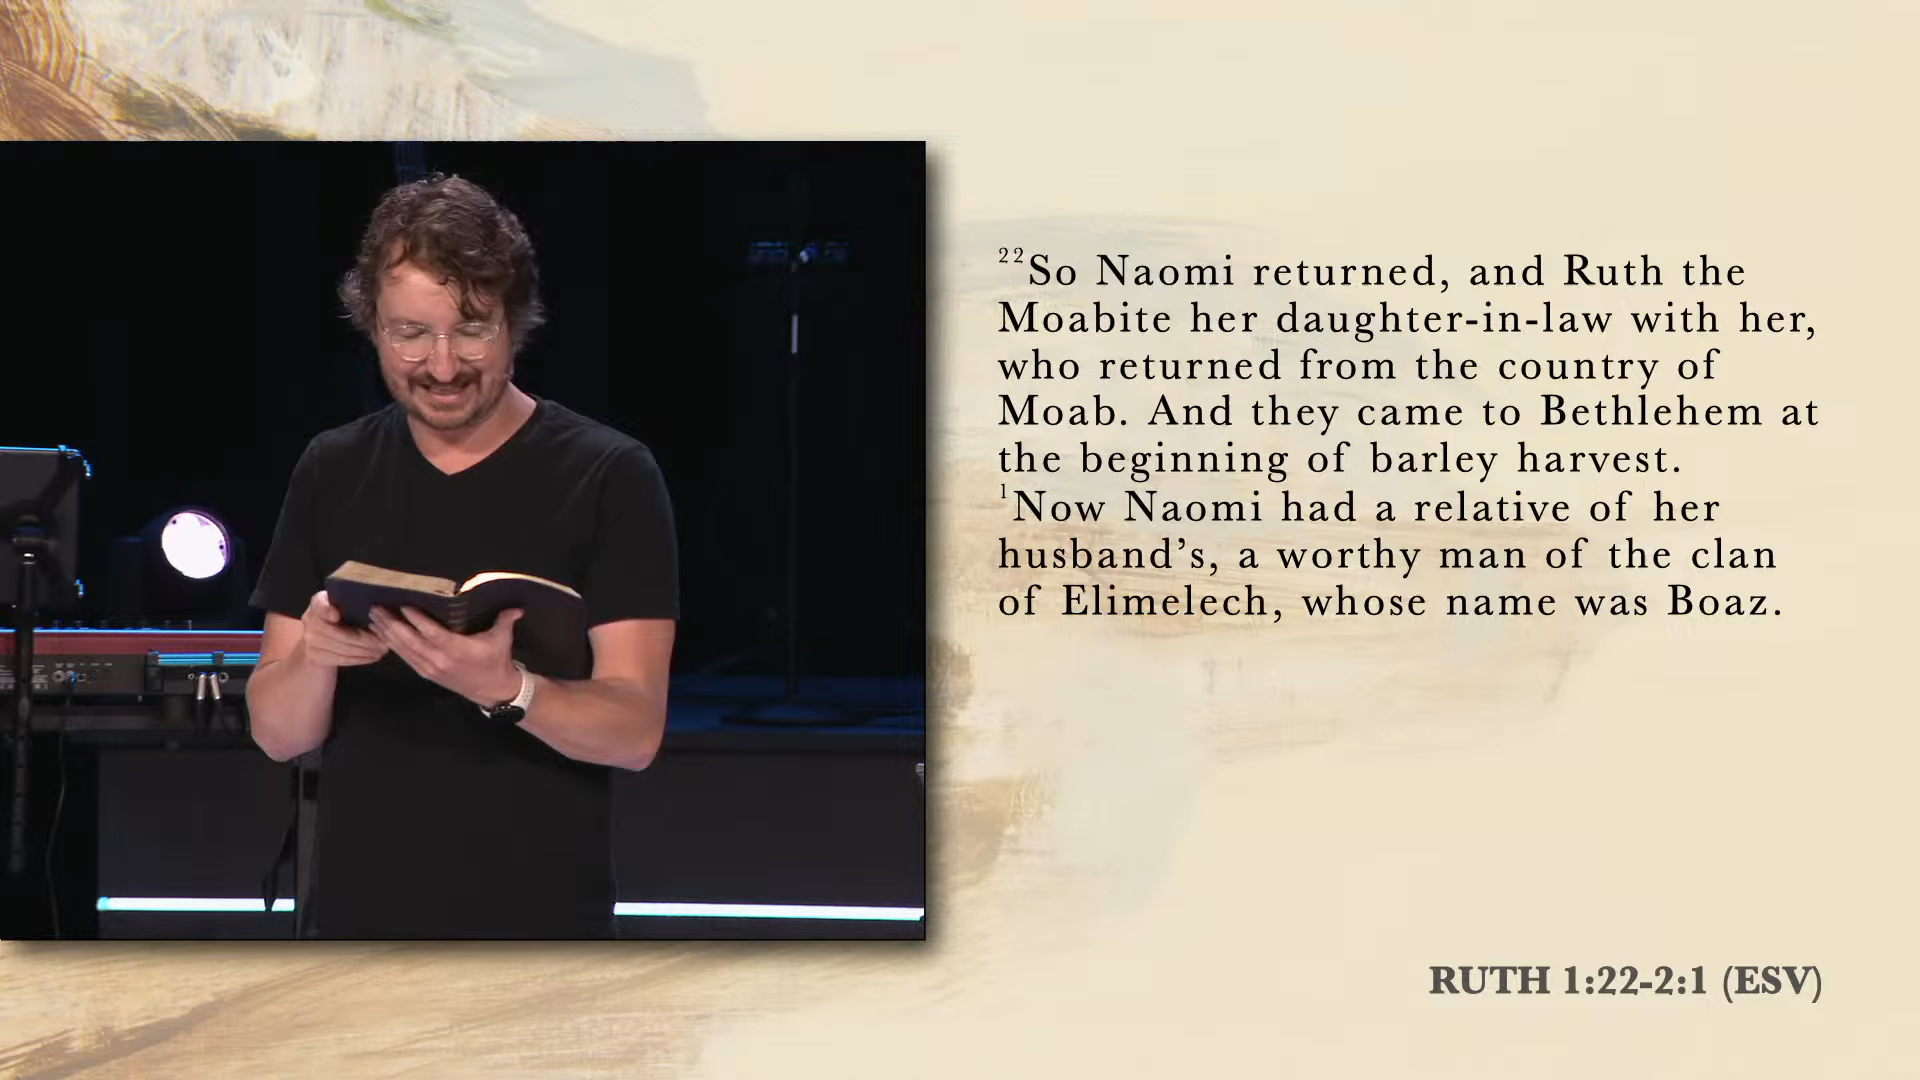 22So Naomi returned, and Ruth the
Moabite her daughter-in-law with her,
who returned from the country of
Moab. And they came to Bethlehem at
the beginning of barley harvest.
1Now Naomi had a relative of her
husband’s, a worthy man of the clan
of Elimelech, whose name was Boaz.
RUTH 1:22-2:1 (ESV)